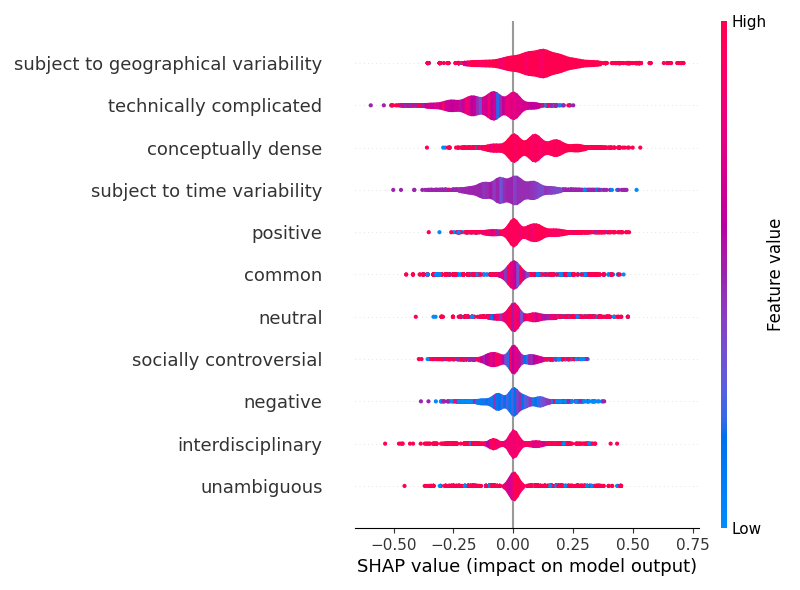 High
subject to geographical variability
technically complicated
conceptually dense
subject to time variability
positive
common
neutral
socially controversial
negative
interdisciplinary
unambiguous
Feature value
Low
−0.50 −0.25 0.00 0.25 0.50 0.75
SHAP value (impact on model output)